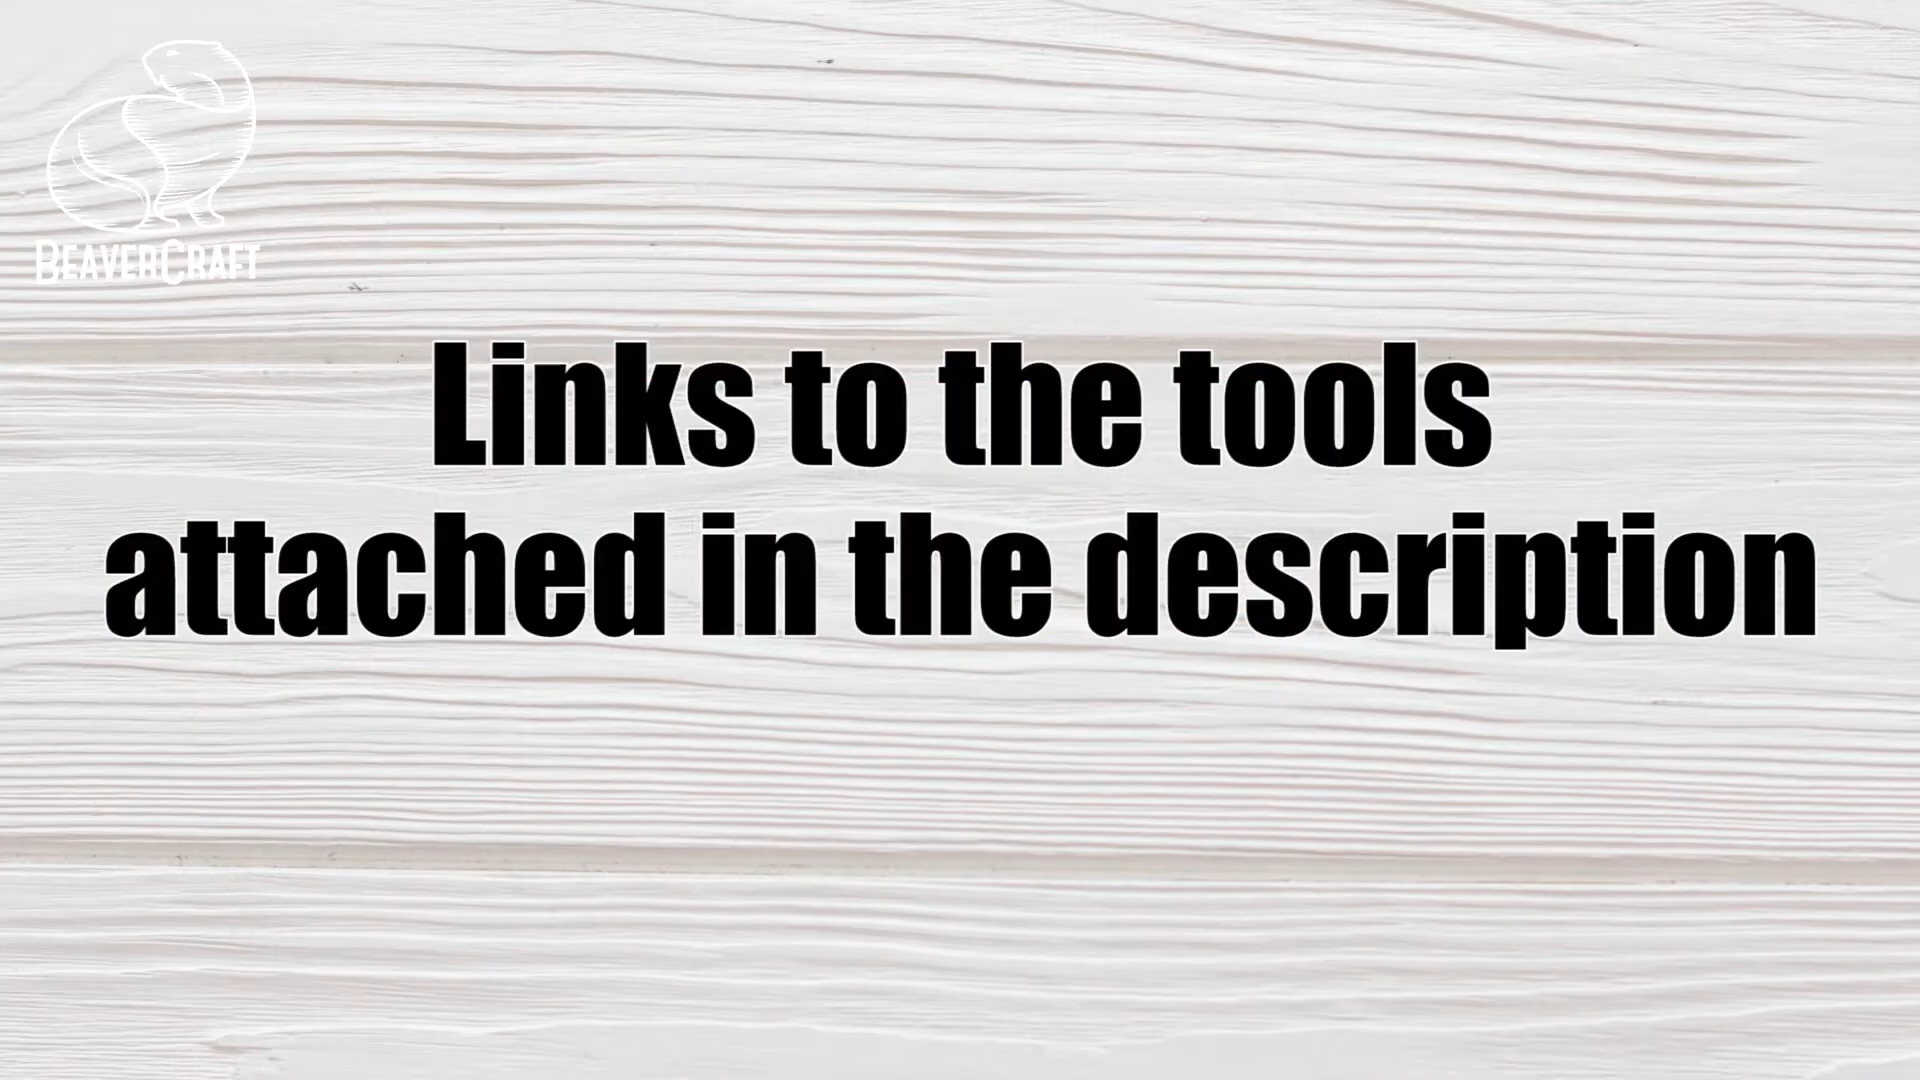 BEAVERCRAFT
Links to the tools
attached in the description